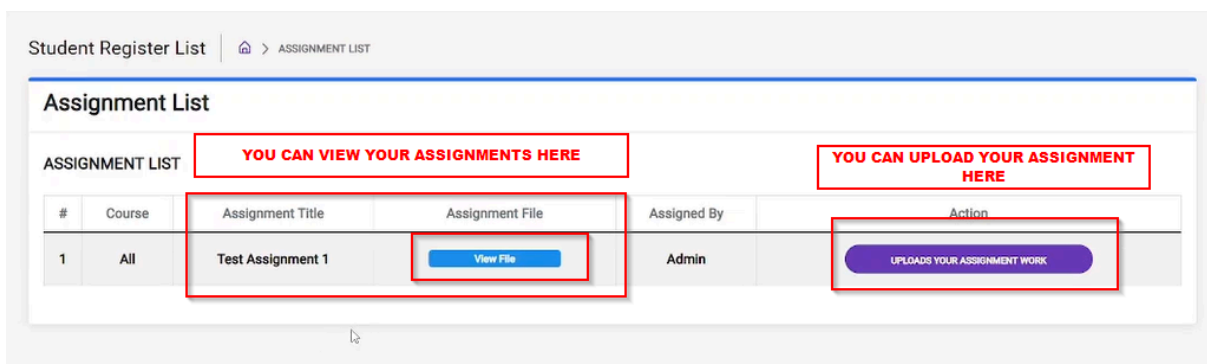 Student Register List > ASSIGNMENT LIST
Assignment List
ASSIGNMENT LIST
YOU CAN VIEW YOUR ASSIGNMENTS HERE
YOU CAN UPLOAD YOUR ASSIGNMENT
HERE
# Course Assignment Title Assignment File Assigned By Action
1 All Test Assignment 1 View File Admin UPLOADS YOUR ASSIGNMENT WORK